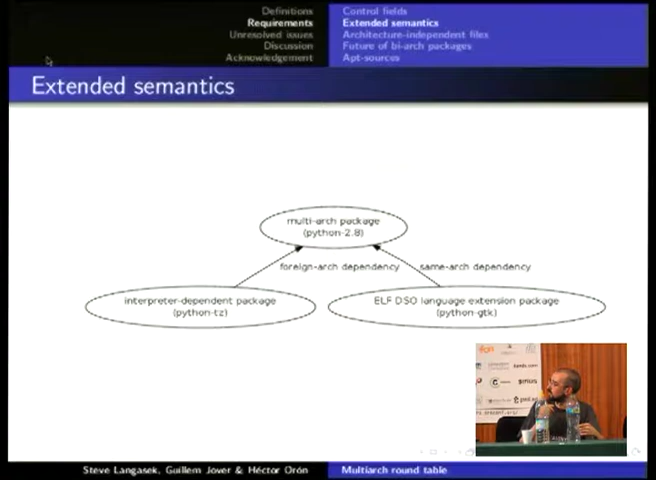 Definitions
Requirements
Unresolved issues
Discussion
Acknowledgement
Control fields
Extended semantics
Architecture-independent files
Future of bi-arch packages
Apt-sources
Extended semantics
multi-arch package
(python-2.8)
foreign-arch dependency
same-arch dependency
interpreter-dependent package
(python-tz)
ELF DSO language extension package
(python-gtk)
Steve Langasek, Guillem Jover & Héctor Orón
Multiarch round table